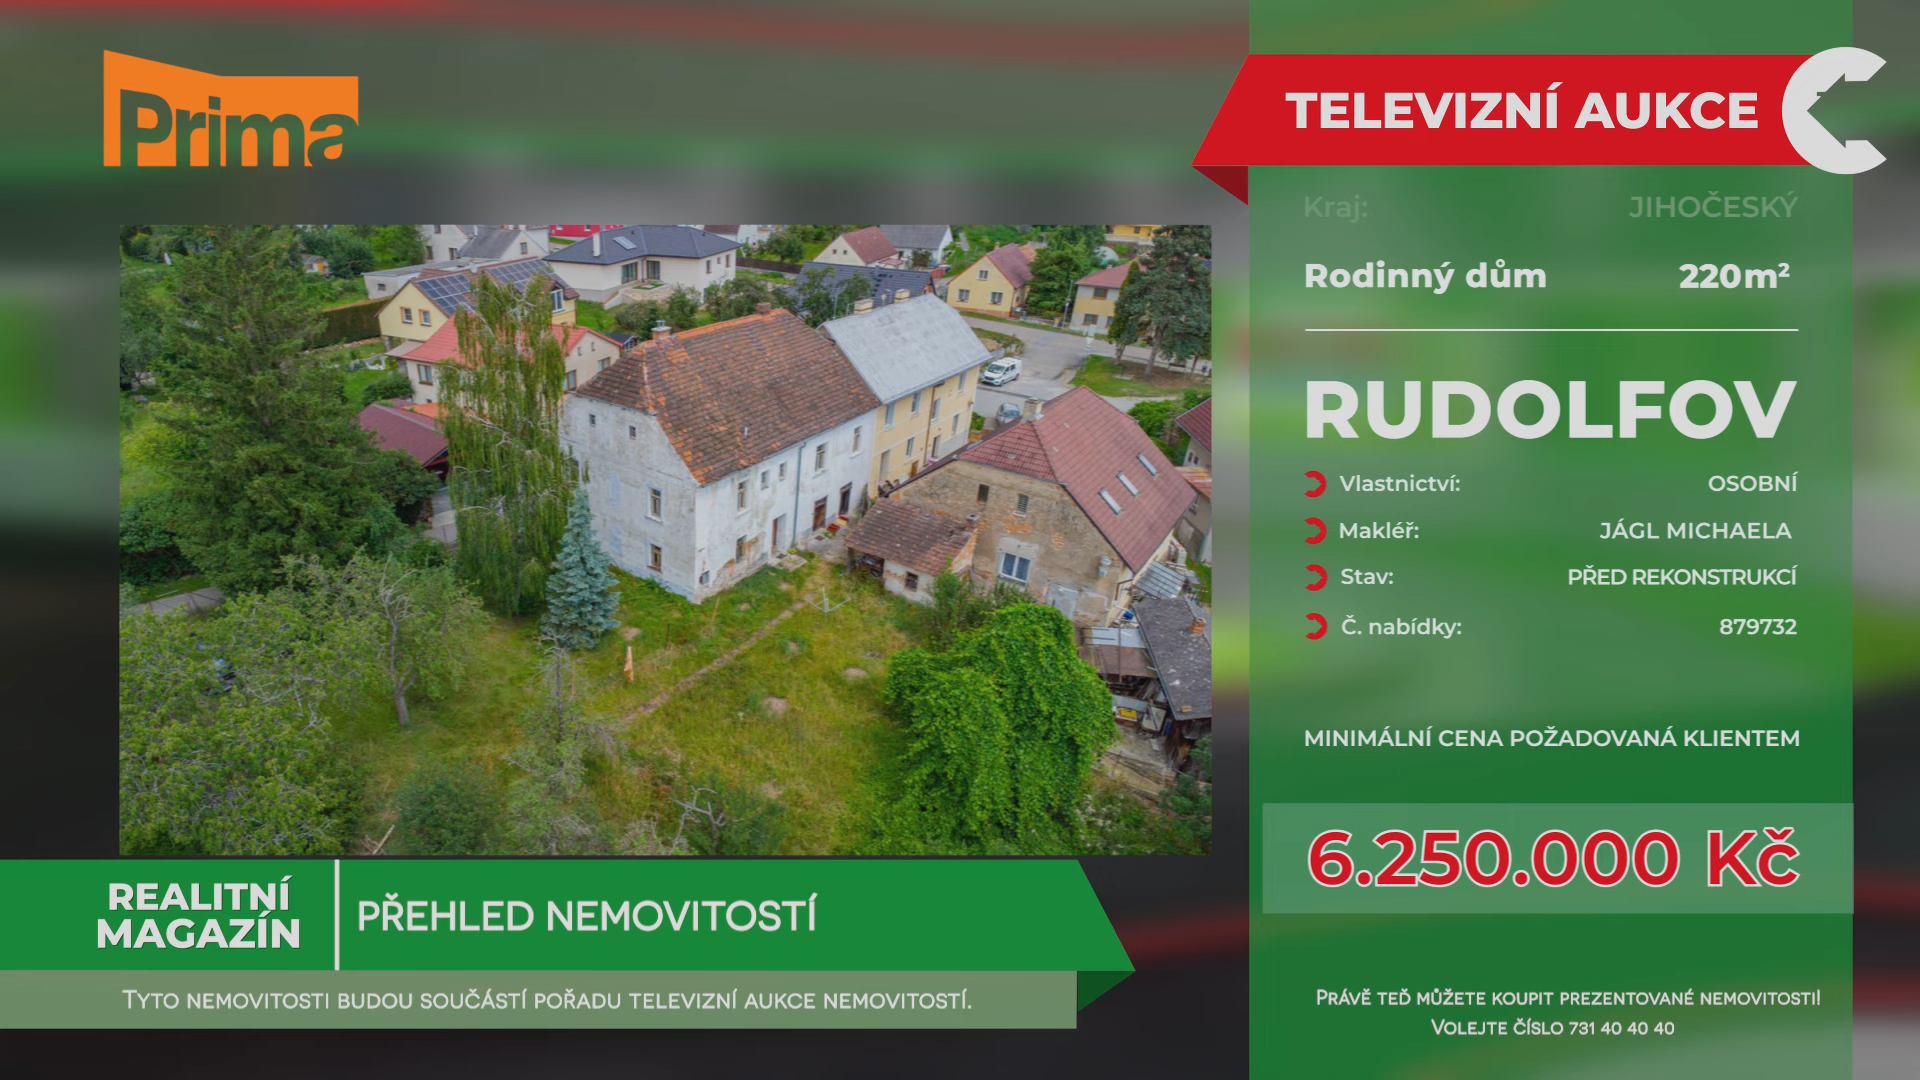 Prima
TELEVIZNÍ AUKCE
Kraj: JIHOČESKÝ
Rodinný dům 220m²
RUDOLFOV
Vlastnictví: OSOBNÍ
Makléř: JÁGL MICHAELA
Stav: PŘED REKONSTRUKCÍ
Č. nabídky: 879732
MINIMÁLNÍ CENA POŽADOVANÁ KLIENTEM
6.250.000 Kč
REALITNÍ
MAGAZÍN
PŘEHLED NEMOVITOSTÍ
Tyto nemovitosti budou součástí pořadu televizní aukce nemovitostí.
Právě teď můžete koupit prezentované nemovitosti!
Volejte číslo 731 40 40 40